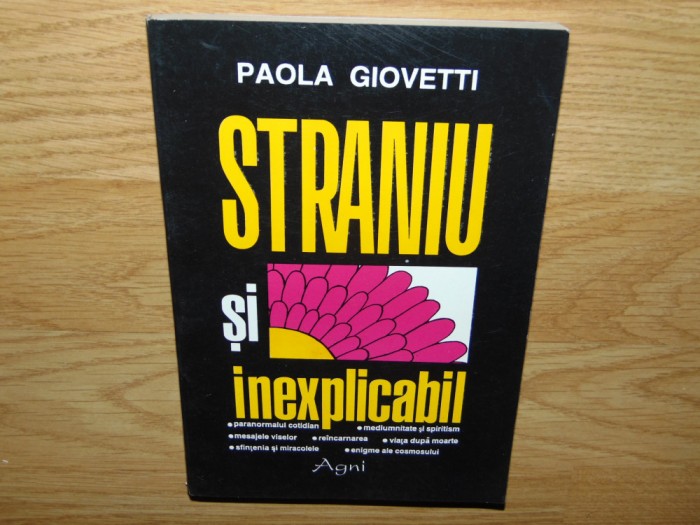 PAOLA GIOVETTI
STRANIU
și
inexplicabil
• paranormalul cotidian • mediumnitate și spiritism
• mesajele viselor • reîncarnarea • viața după moarte
• sfințenia și miracolele • enigme ale cosmosului
Agni